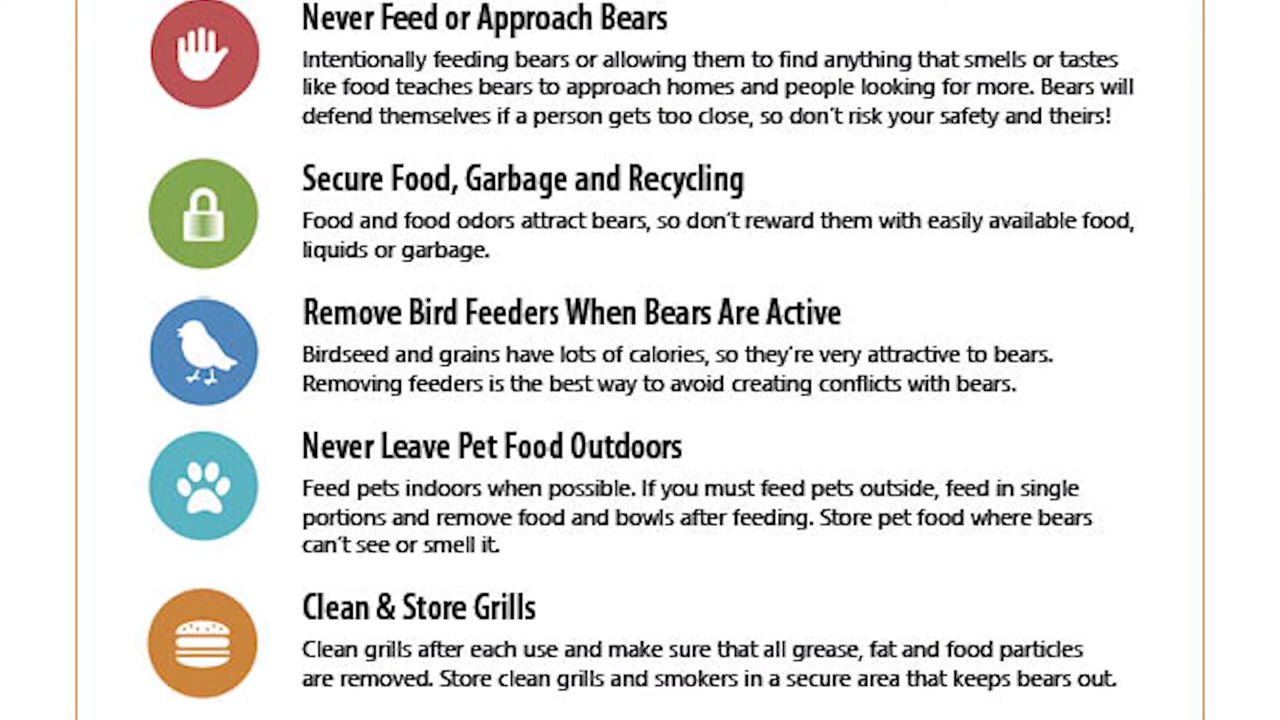 Never Feed or Approach Bears
Intentionally feeding bears or allowing them to find anything that smells or tastes
like food teaches bears to approach homes and people looking for more. Bears will
defend themselves if a person gets too close, so don't risk your safety and theirs!
Secure Food, Garbage and Recycling
Food and food odors attract bears, so don't reward them with easily available food,
liquids or garbage.
Remove Bird Feeders When Bears Are Active
Birdseed and grains have lots of calories, so they're very attractive to bears.
Removing feeders is the best way to avoid creating conflicts with bears.
Never Leave Pet Food Outdoors
Feed pets indoors when possible. If you must feed pets outside, feed in single
portions and remove food and bowls after feeding. Store pet food where bears
can't see or smell it.
Clean & Store Grills
Clean grills after each use and make sure that all grease, fat and food particles
are removed. Store clean grills and smokers in a secure area that keeps bears out.